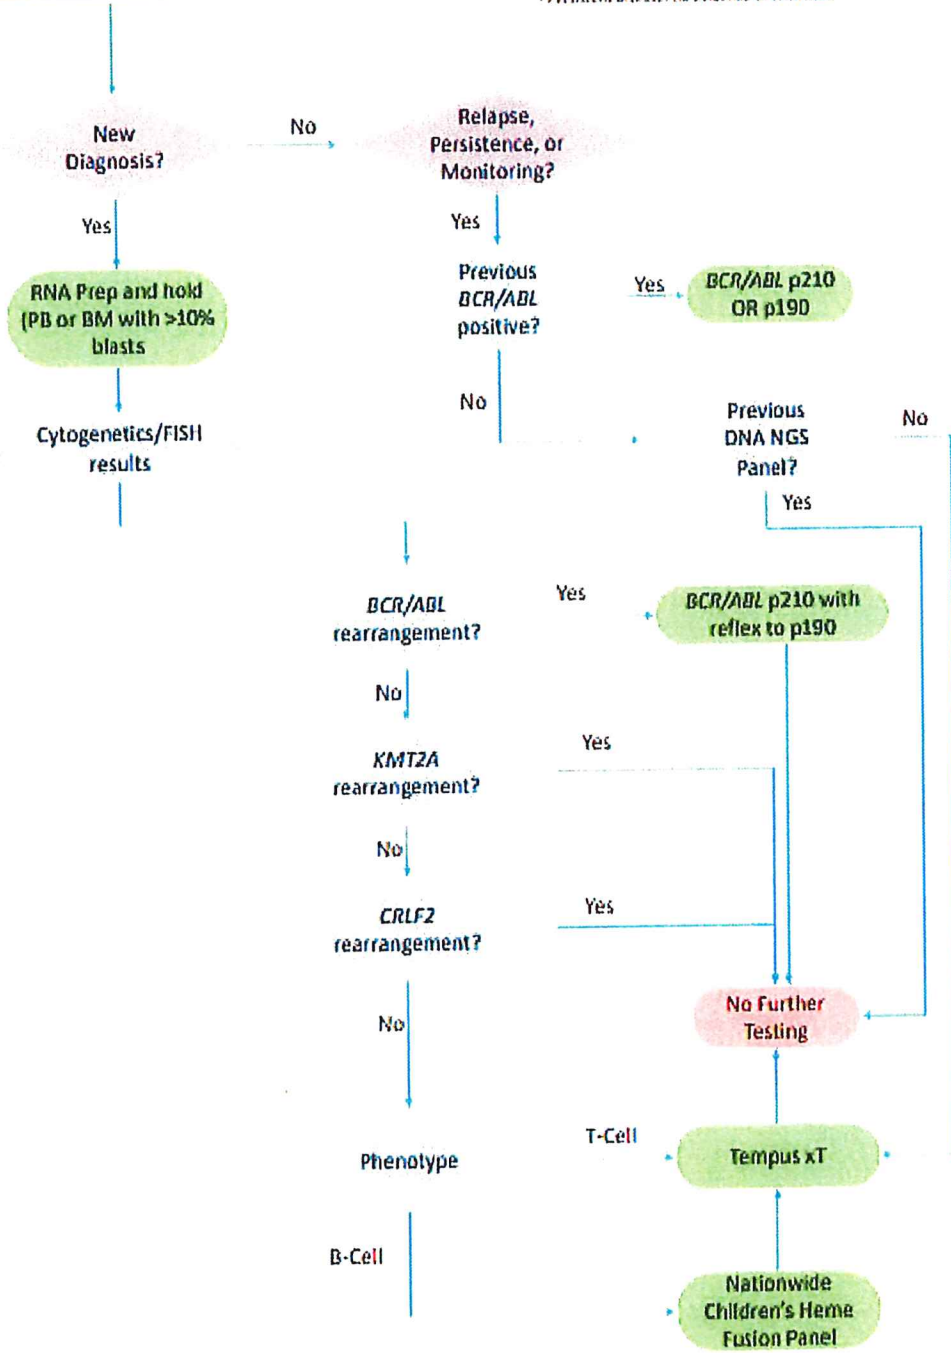 New
Diagnosis?
No
Relapse,
Persistence, or
Monitoring?
Yes
Yes
RNA Prep and hold
(PB or BM with >10%
blasts
Previous
BCR/ABL
positive?
Yes
BCR/ABL p210
OR p190
No
Cytogenetics/FISH
results
Previous
DNA NGS
Panel?
No
Yes
BCR/ABL
rearrangement?
Yes
BCR/ABL p210 with
reflex to p190
No
KMT2A
rearrangement?
Yes
No
CRLF2
rearrangement?
Yes
No
No Further
Testing
Phenotype
T-Cell
Tempus xT
B-Cell
Nationwide
Children's Heme
Fusion Panel